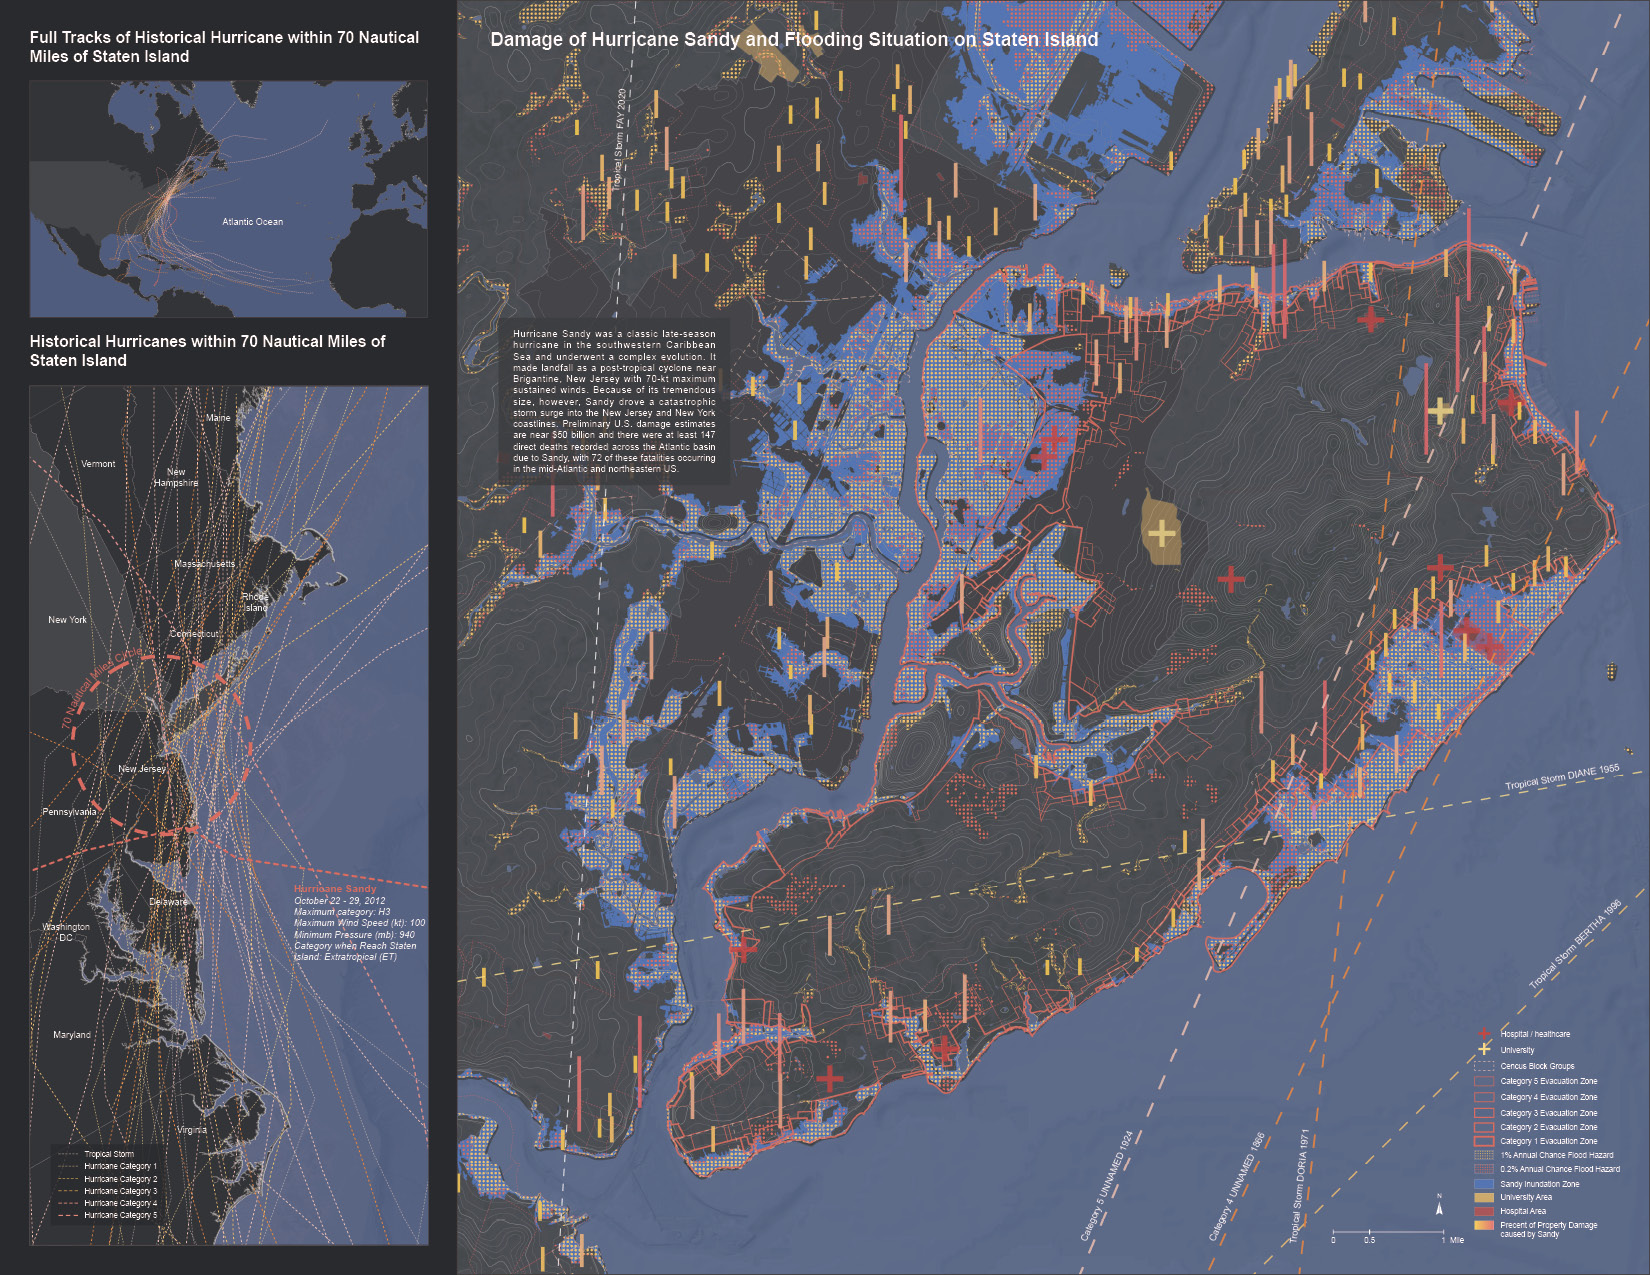 Full Tracks of Historical Hurricane within 70 Nautical
Miles of Staten Island
Atlantic Ocean
Historical Hurricanes within 70 Nautical Miles of
Staten Island
Maine
Vermont
New
Hampshire
Massachusetts
Rhode
Island
New York
Connecticut
70 Nautical Miles Circle
New Jersey
Pennsylvania
Hurricane Sandy
October 22 - 29, 2012
Maximum category: H3
Maximum Wind Speed (kt): 100
Minimum Pressure (mb): 940
Category when Reach Staten
Island: Extratropical (ET)
Delaware
Washington
DC
Maryland
Virginia
Tropical Storm
Hurricane Category 1
Hurricane Category 2
Hurricane Category 3
Hurricane Category 4
Hurricane Category 5
Damage of Hurricane Sandy and Flooding Situation on Staten Island
Tropical Storm FAY 2020
Hurricane Sandy was a classic late-season
hurricane in the southwestern Caribbean
Sea and underwent a complex evolution. It
made landfall as a post-tropical cyclone near
Brigantine, New Jersey with 70-kt maximum
sustained winds. Because of its tremendous
size, however, Sandy drove a catastrophic
storm surge into the New Jersey and New York
coastlines. Preliminary U.S. damage estimates
are near $50 billion and there were at least 147
direct deaths recorded across the Atlantic basin
due to Sandy, with 72 of these fatalities occurring
in the mid-Atlantic and northeastern US.
Tropical Storm DIANE 1955
Tropical Storm BERTHA 1996
Category 5 UNNAMED 1924
Category 4 UNNAMED 1866
Tropical Storm DORIA 1971
Hospital / healthcare
University
Cencus Block Groups
Category 5 Evacuation Zone
Category 4 Evacuation Zone
Category 3 Evacuation Zone
Category 2 Evacuation Zone
Category 1 Evacuation Zone
1% Annual Chance Flood Hazard
0.2% Annual Chance Flood Hazard
Sandy Inundation Zone
University Area
Hospital Area
Precent of Property Damage
caused by Sandy
N
0 0.5 1 Mile